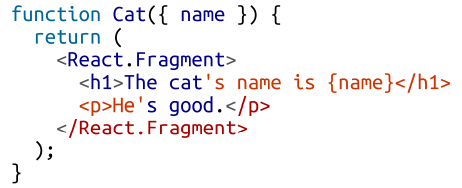 function Cat({ name }) {
  return (
    <React.Fragment>
      <h1>The cat's name is {name}</h1>
      <p>He's good.</p>
    </React.Fragment>
  );
}